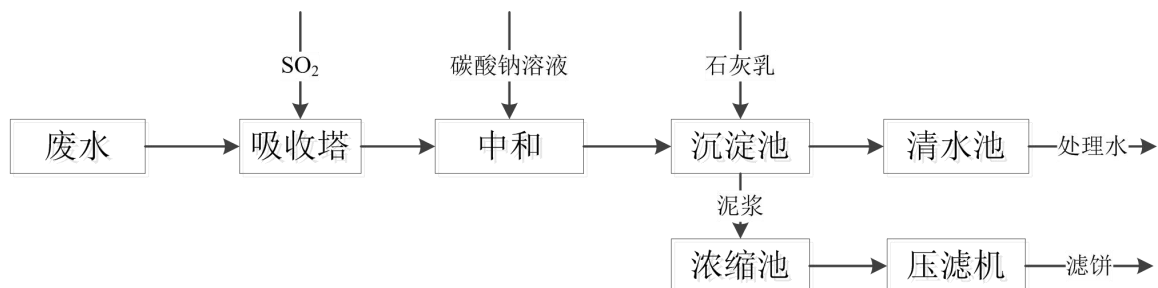 SO₂
碳酸钠溶液
石灰乳
废水
吸收塔
中和
沉淀池
清水池
处理水
泥浆
浓缩池
压滤机
滤饼